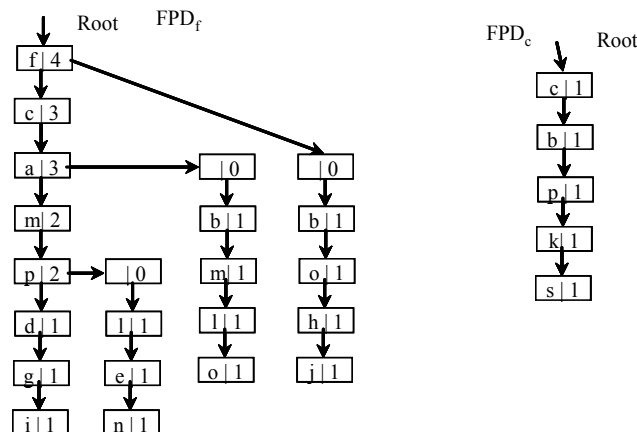 Root FPDf
FPDc Root
f | 4
c | 1
c | 3
b | 1
a | 3 | 0 | 0
p | 1
m | 2 b | 1 b | 1
k | 1
p | 2 | 0 m | 1 o | 1
s | 1
d | 1 l | 1 l | 1 h | 1
g | 1 e | 1 o | 1 j | 1
i | 1 n | 1